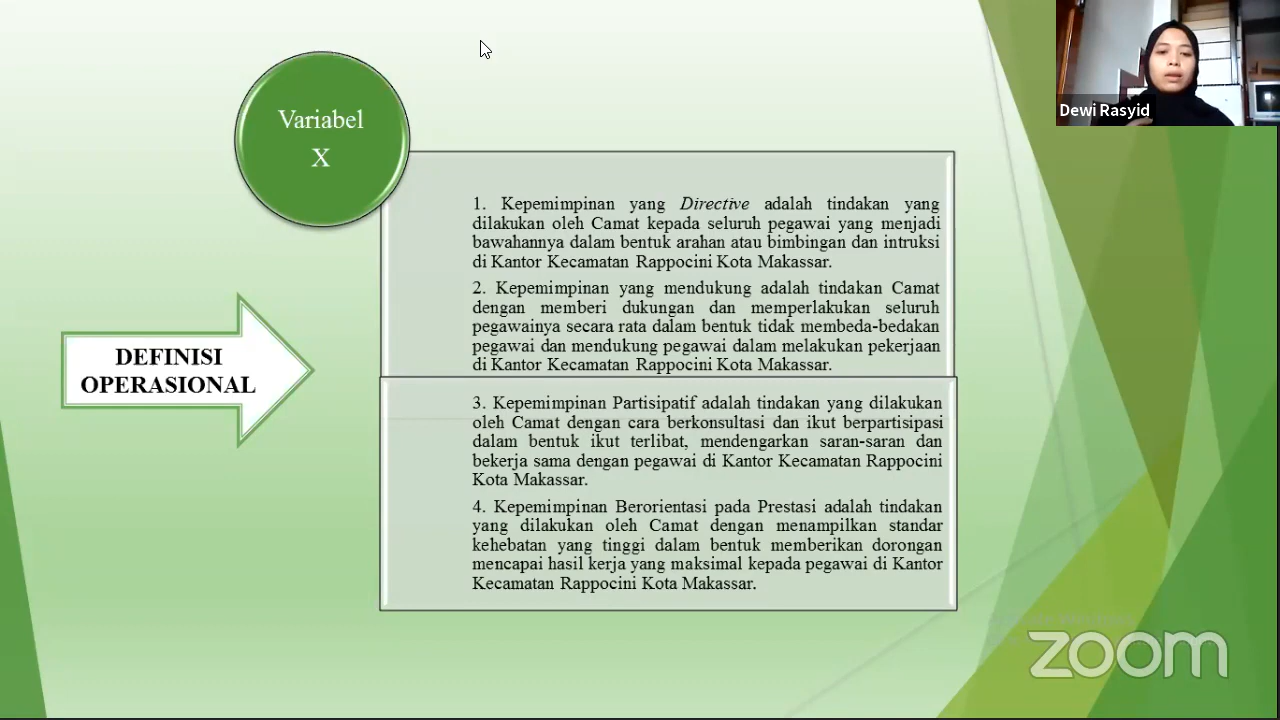 Variabel
X
Dewi Rasyid
1. Kepemimpinan yang Directive adalah tindakan yang
dilakukan oleh Camat kepada seluruh pegawai yang menjadi
bawahannya dalam bentuk arahan atau bimbingan dan intruksi
di Kantor Kecamatan Rappocini Kota Makassar.
2. Kepemimpinan yang mendukung adalah tindakan Camat
dengan memberi dukungan dan memperlakukan seluruh
pegawainya secara rata dalam bentuk tidak membeda-bedakan
pegawai dan mendukung pegawai dalam melakukan pekerjaan
di Kantor Kecamatan Rappocini Kota Makassar.
DEFINISI
OPERASIONAL
3. Kepemimpinan Partisipatif adalah tindakan yang dilakukan
oleh Camat dengan cara berkonsultasi dan ikut berpartisipasi
dalam bentuk ikut terlibat, mendengarkan saran-saran dan
bekerja sama dengan pegawai di Kantor Kecamatan Rappocini
Kota Makassar.
4. Kepemimpinan Berorientasi pada Prestasi adalah tindakan
yang dilakukan oleh Camat dengan menampilkan standar
kehebatan yang tinggi dalam bentuk memberikan dorongan
mencapai hasil kerja yang maksimal kepada pegawai di Kantor
Kecamatan Rappocini Kota Makassar.
zoom